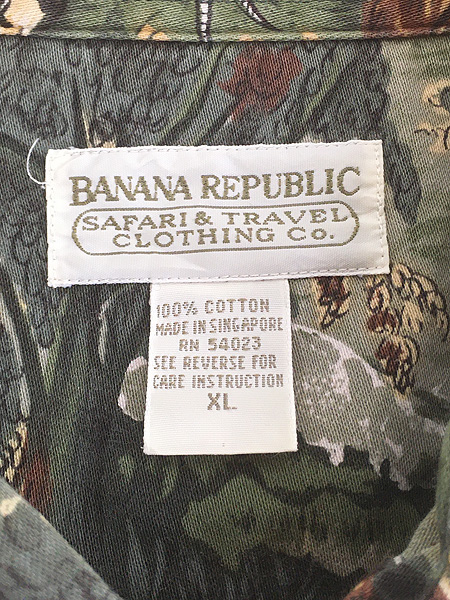 BANANA REPUBLIC
SAFARI & TRAVEL
CLOTHING CO.
100% COTTON
MADE IN SINGAPORE
RN 54023
SEE REVERSE FOR
CARE INSTRUCTION
XL